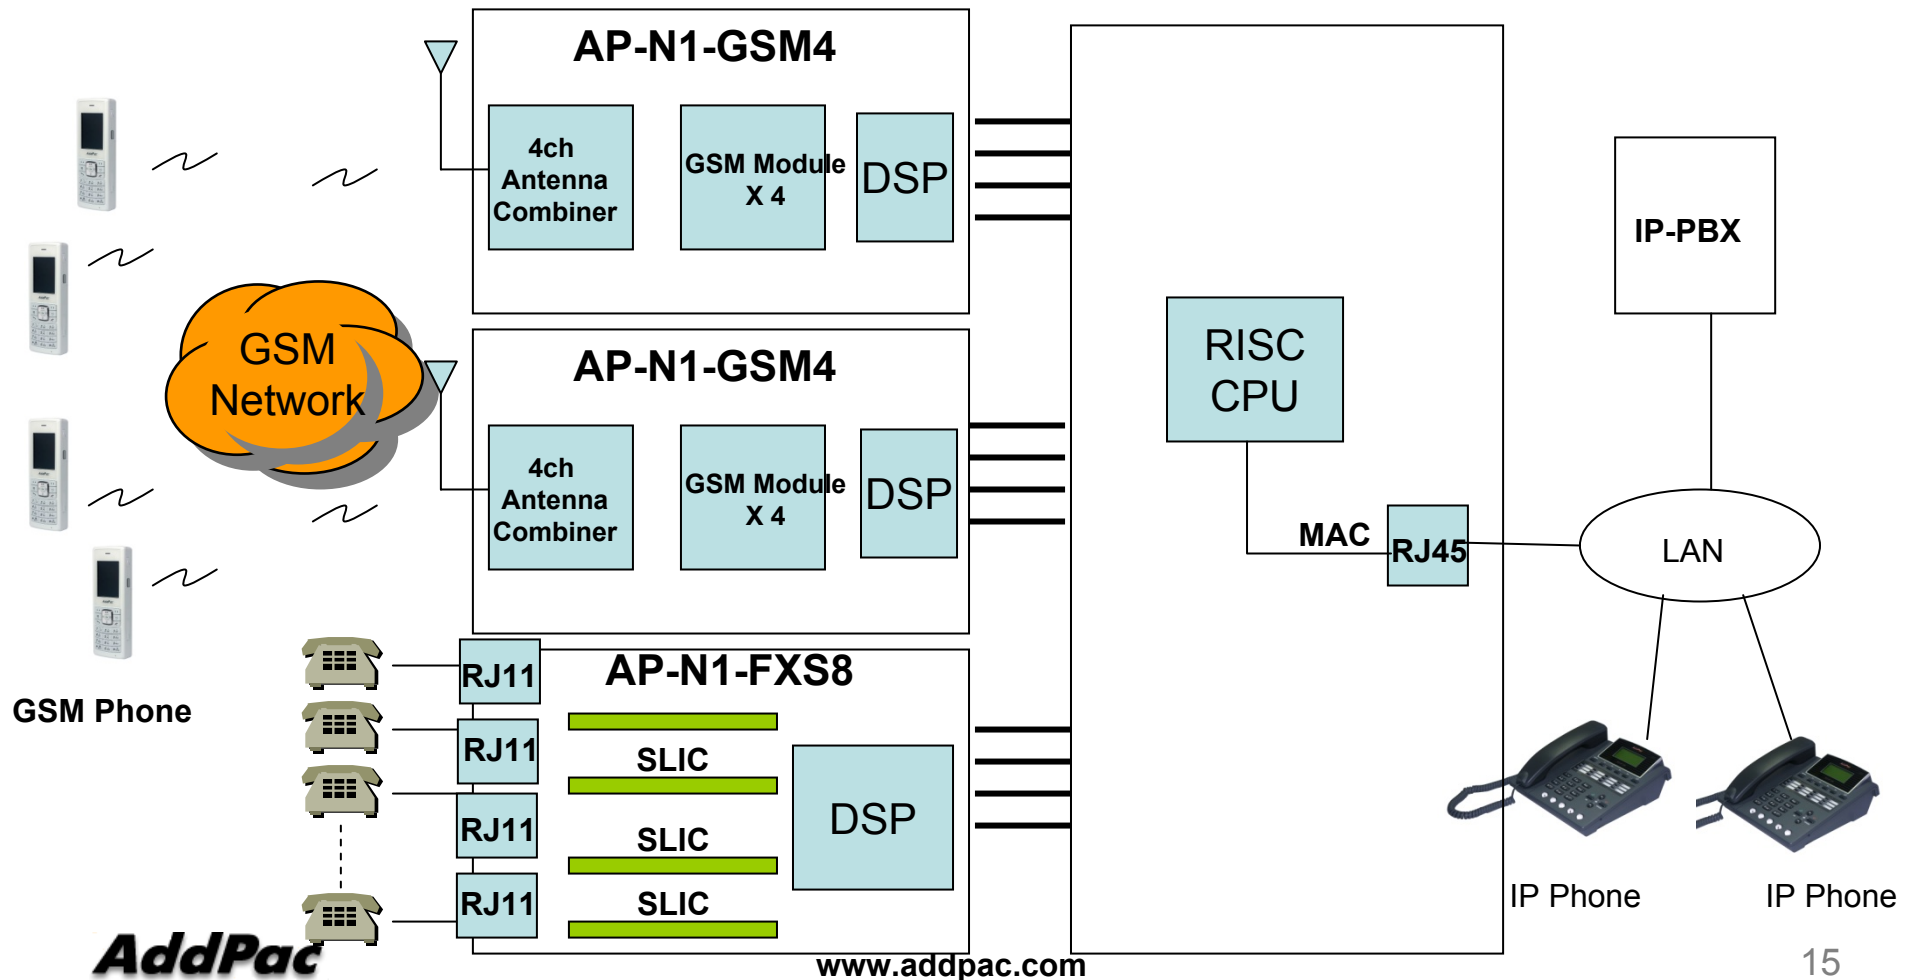 AP-N1-GSM4
4ch
Antenna
Combiner
GSM Module
X 4
DSP
GSM
Network
AP-N1-GSM4
4ch
Antenna
Combiner
GSM Module
X 4
DSP
GSM Phone
RJ11
RJ11
RJ11
RJ11
AP-N1-FXS8
SLIC
SLIC
SLIC
DSP
RISC
CPU
MAC
RJ45
IP-PBX
LAN
IP Phone
IP Phone
AddPac
www.addpac.com
15